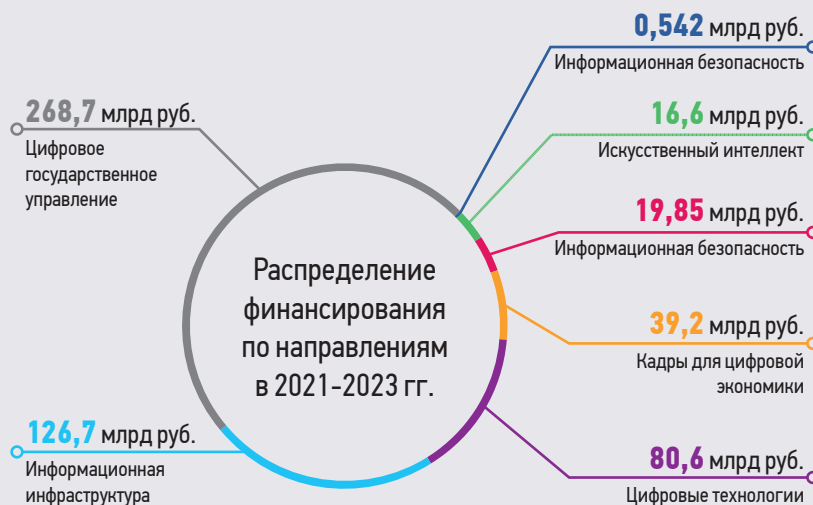 0,542 млрд руб.
Информационная безопасность
268,7 млрд руб.
Цифровое
государственное
управление
16,6 млрд руб.
Искусственный интеллект
19,85 млрд руб.
Информационная безопасность
Распределение
финансирования
по направлениям
в 2021-2023 гг.
39,2 млрд руб.
Кадры для цифровой
экономики
126,7 млрд руб.
Информационная
инфраструктура
80,6 млрд руб.
Цифровые технологии